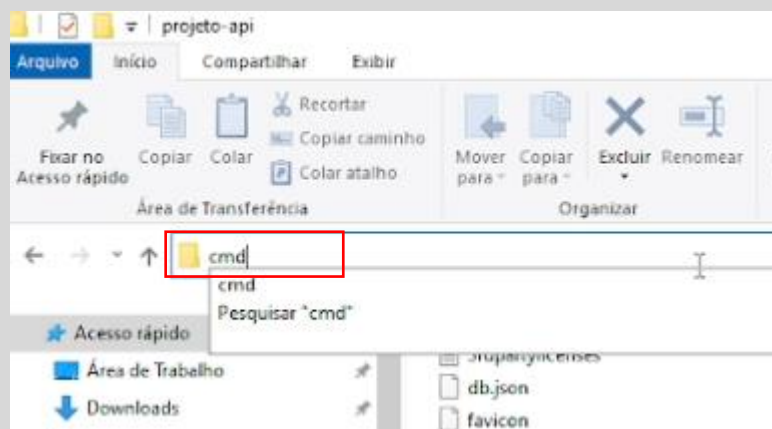 projeto-api
Arquivo Início Compartilhar Exibir
Fixar no Acesso rápido
Copiar
Colar
Recortar
Copiar caminho
Colar atalho
Mover para
Copiar para
Excluir
Renomear
Área de Transferência
Organizar
cmd
cmd
Pesquisar "cmd"
Acesso rápido
Área de Trabalho
Downloads
3rdpartylicenses
db.json
favicon